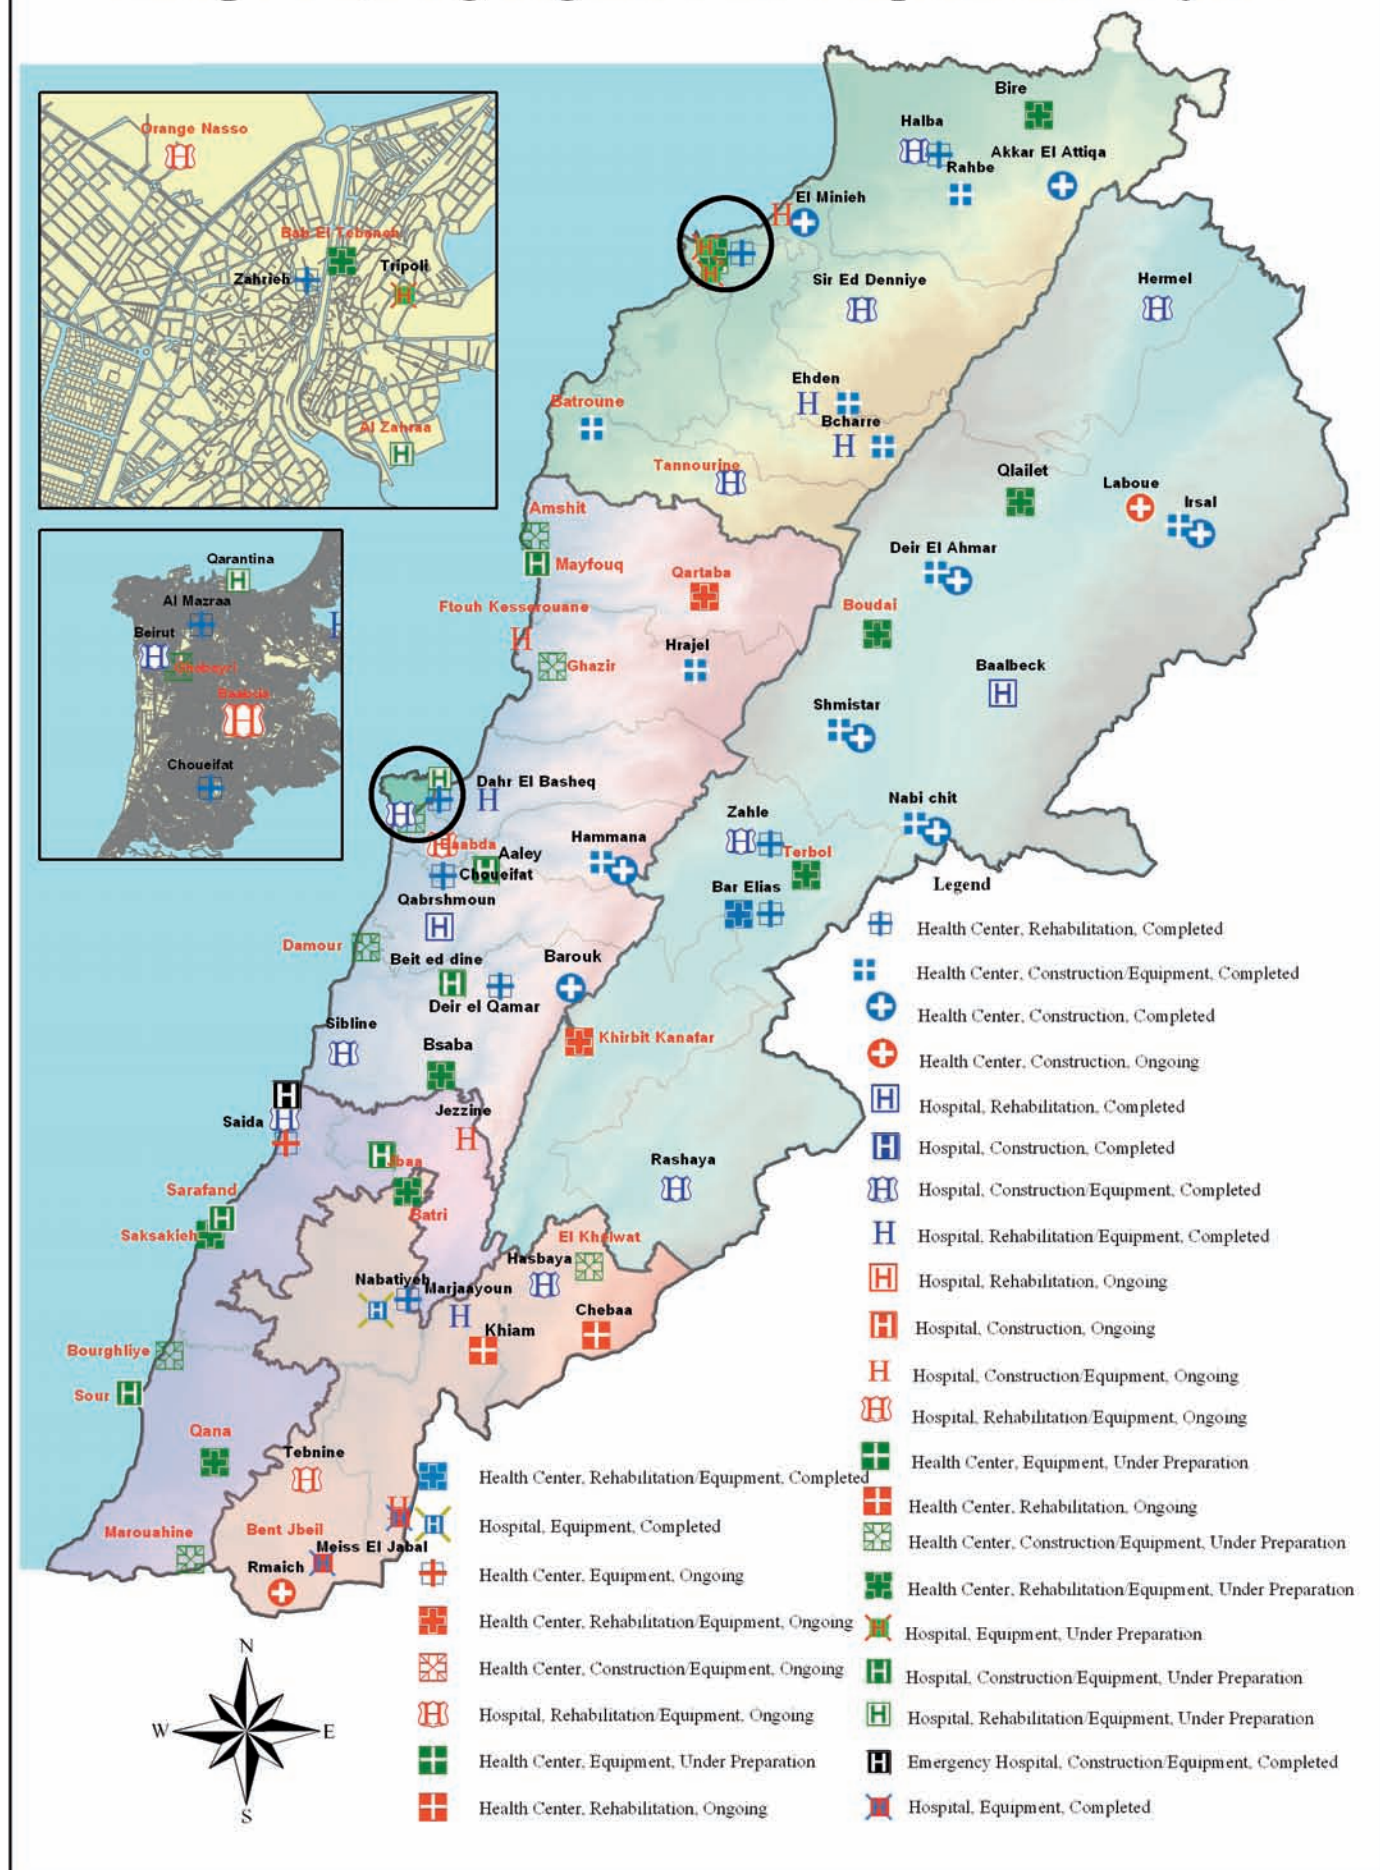 Orange Nasso
Bab El Tebaneh
Zahrieh
Tripoli
Al Zahraa
Qarantina
Al Mazraa
Beirut
Baabda
Choueifat
Bire
Halba
Akkar El Attiqa
Rahbe
El Minieh
Sir Ed Denniye
Hermel
Ehden
Batroune
Bcharre
Tannourine
Qlailet
Laboue
Irsal
Amshit
Deir El Ahmar
Mayfouq
Qartaba
Ftouh Kesserouane
Boudai
Hrajel
Ghazir
Baalbeck
Shmistar
Dahr El Basheq
Nabi chit
Zahle
Hammana
Baabda
Aaley
Terbol
Choueifat
Bar Elias
Qabrshmoun
Damour
Beit ed dine
Barouk
Deir el Qamar
Sibline
Khirbit Kanafar
Bsaba
Jezzine
Saida
Jbaa
Rashaya
Sarafand
Batri
Saksakieh
El Khalwat
Hasbaya
Nabatiyeh
Marjaayoun
Chebaa
Khiam
Bourghliye
Sour
Qana
Tebnine
Marouahine
Bent Jbeil
Meiss El Jabal
Rmaich
N
W
E
S
Legend
H Health Center, Rehabilitation, Completed
Health Center, Construction/Equipment, Completed
Health Center, Construction, Completed
Health Center, Construction, Ongoing
H Hospital, Rehabilitation, Completed
H Hospital, Construction, Completed
H Hospital, Construction/Equipment, Completed
H Hospital, Rehabilitation/Equipment, Completed
H Hospital, Rehabilitation, Ongoing
H Hospital, Construction, Ongoing
H Hospital, Construction/Equipment, Ongoing
H Hospital, Rehabilitation/Equipment, Ongoing
Health Center, Equipment, Under Preparation
Health Center, Rehabilitation, Ongoing
Health Center, Construction/Equipment, Under Preparation
Health Center, Rehabilitation/Equipment, Under Preparation
H Hospital, Equipment, Under Preparation
H Hospital, Construction/Equipment, Under Preparation
H Hospital, Rehabilitation/Equipment, Under Preparation
H Emergency Hospital, Construction/Equipment, Completed
H Hospital, Equipment, Completed
Health Center, Rehabilitation/Equipment, Completed
H Hospital, Equipment, Completed
Health Center, Equipment, Ongoing
Health Center, Rehabilitation/Equipment, Ongoing
Health Center, Construction/Equipment, Ongoing
H Hospital, Rehabilitation/Equipment, Ongoing
Health Center, Equipment, Under Preparation
Health Center, Rehabilitation, Ongoing